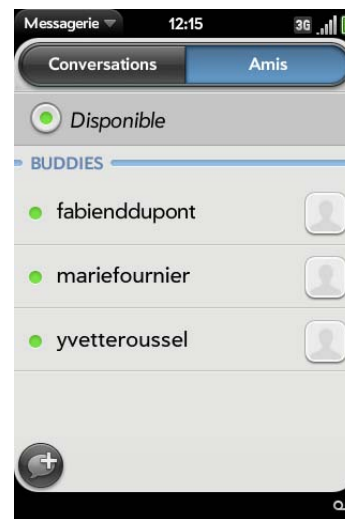 Messagerie 12:15 3G
Conversations Amis
Disponible
BUDDIES
fabienddupont
mariefournier
yvetteroussel